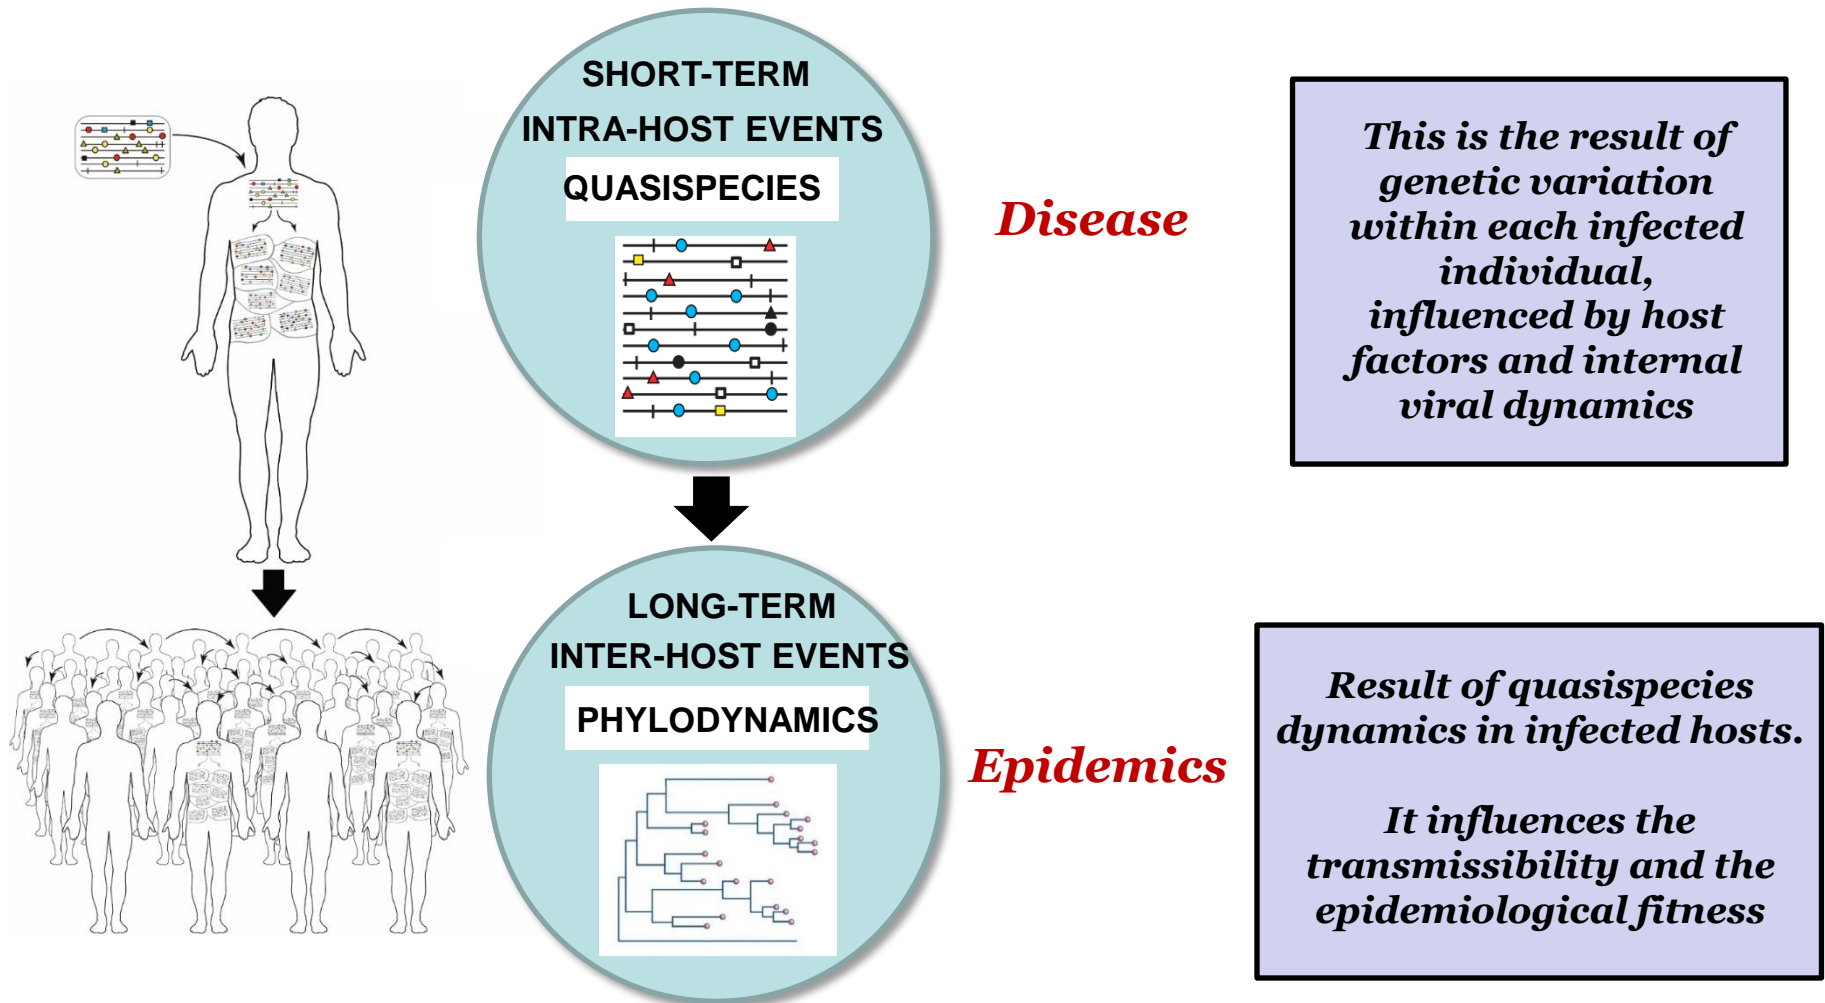 SHORT-TERM
INTRA-HOST EVENTS
QUASISPECIES
Disease
This is the result of
genetic variation
within each infected
individual,
influenced by host
factors and internal
viral dynamics
LONG-TERM
INTER-HOST EVENTS
PHYLODYNAMICS
Epidemics
Result of quasispecies
dynamics in infected hosts.
It influences the
transmissibility and the
epidemiological fitness